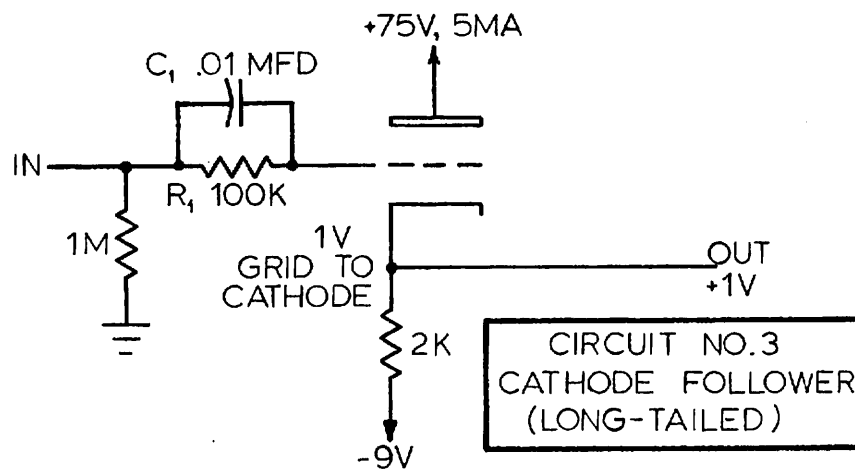 +75V, 5MA
C₁ .01 MFD
IN
R₁ 100K
1M
1V
GRID TO
CATHODE
OUT
+1V
2K
CIRCUIT NO.3
CATHODE FOLLOWER
(LONG-TAILED)
-9V